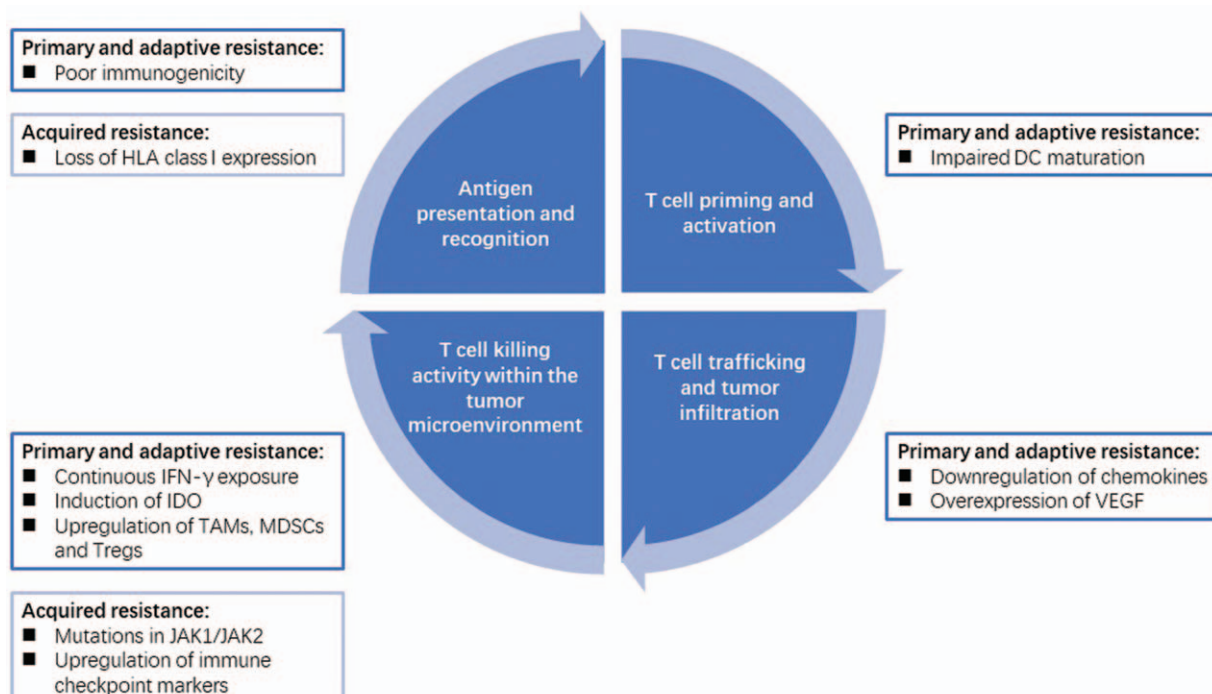 Primary and adaptive resistance:
■ Poor immunogenicity
Acquired resistance:
■ Loss of HLA class I expression
Antigen
presentation and
recognition
T cell priming and
activation
Primary and adaptive resistance:
■ Impaired DC maturation
T cell killing
activity within the
tumor
microenvironment
T cell trafficking
and tumor
infiltration
Primary and adaptive resistance:
■ Continuous IFN-γ exposure
■ Induction of IDO
■ Upregulation of TAMs, MDSCs
and Tregs
Primary and adaptive resistance:
■ Downregulation of chemokines
■ Overexpression of VEGF
Acquired resistance:
■ Mutations in JAK1/JAK2
■ Upregulation of immune
checkpoint markers